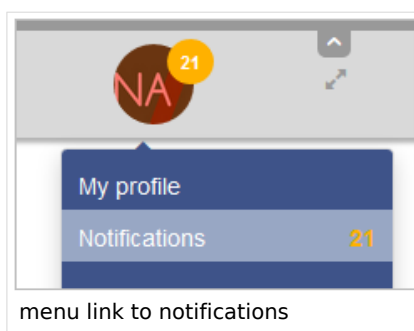 21
NA
My profile
Notifications 21
menu link to notifications